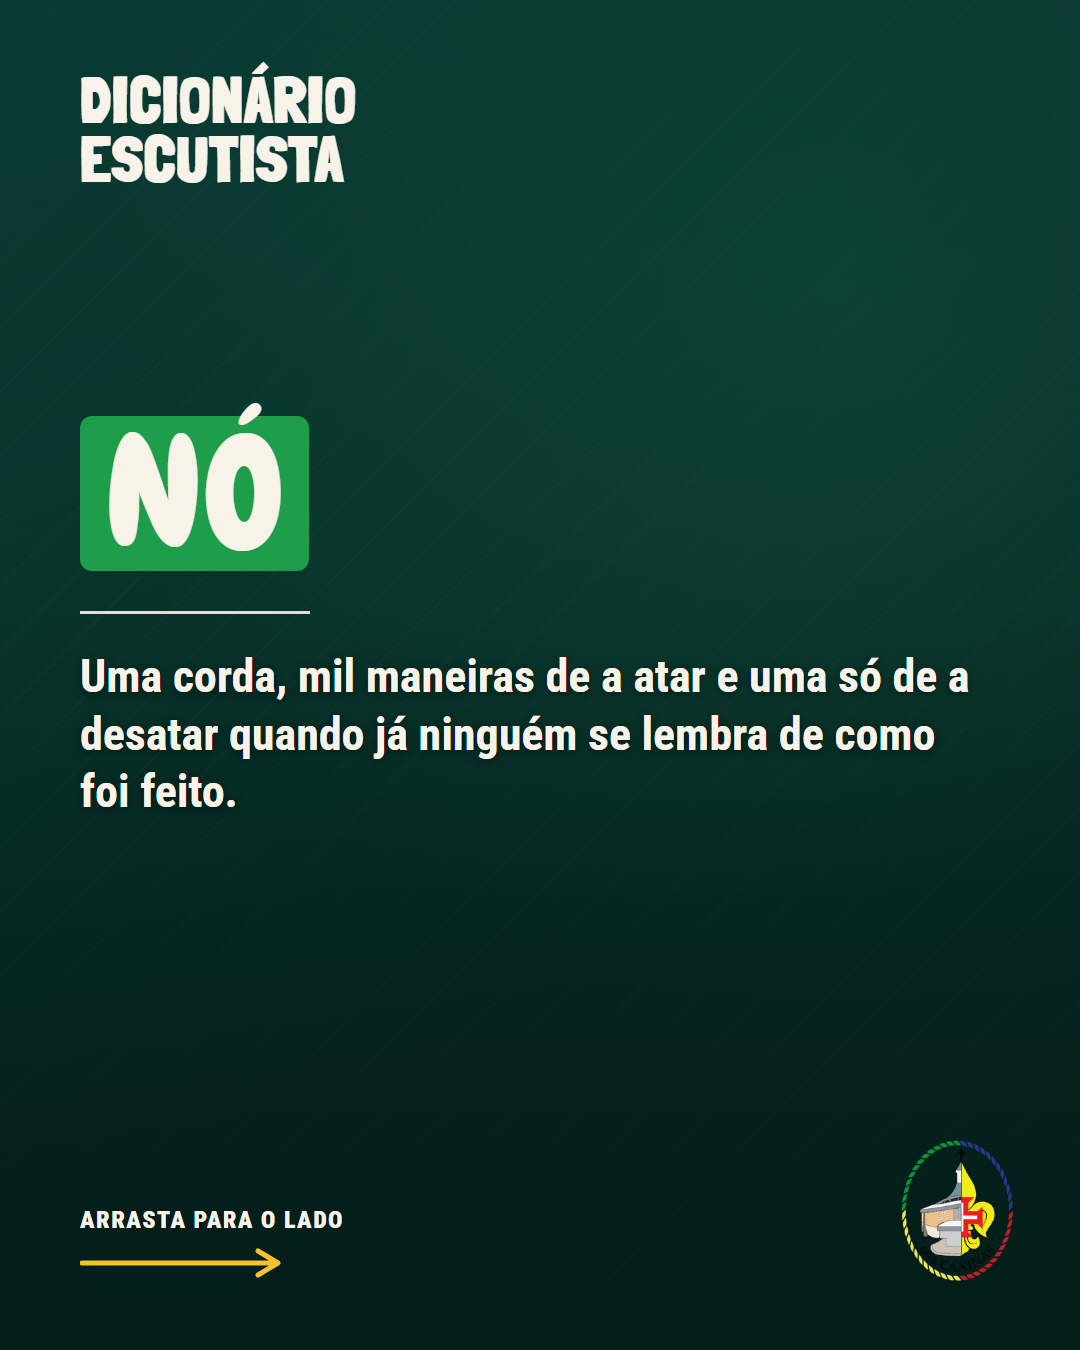 DICIONÁRIO
ESCUTISTA
NÓ
Uma corda, mil maneiras de a atar e uma só de a
desatar quando já ninguém se lembra de como
foi feito.
ARRASTA PARA O LADO